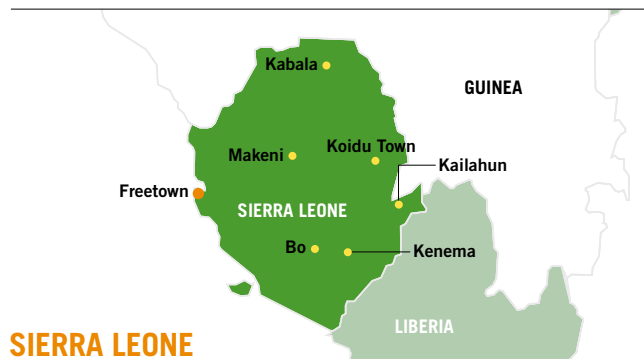 Kabala
GUINEA
Makeni
Koidu Town
Kailahun
Freetown
SIERRA LEONE
Bo
Kenema
LIBERIA
SIERRA LEONE